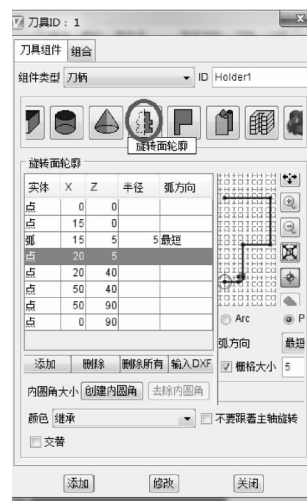 刀具ID：1
刀具组件 组合
组件类型 刀柄 ID Holder1
旋转面轮廓
旋转面轮廓
实体 X Z 半径 弧方向
点 0 0
点 15 0
弧 15 5 5 最短
点 20 5
点 20 40
点 50 40
点 50 90
点 0 90
Arc P
弧方向 最短
添加 删除 删除所有 输入DXF 栅格大小 5
内圆角大小 创建内圆角 去除内圆角
颜色 继承 不要跟着主轴旋转
交替
添加 修改 关闭